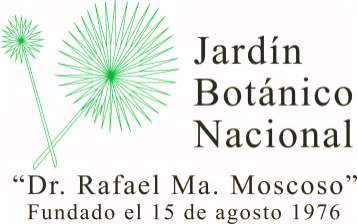 Jardín
Botánico
Nacional
“Dr. Rafael Ma. Moscoso”
Fundado el 15 de agosto 1976